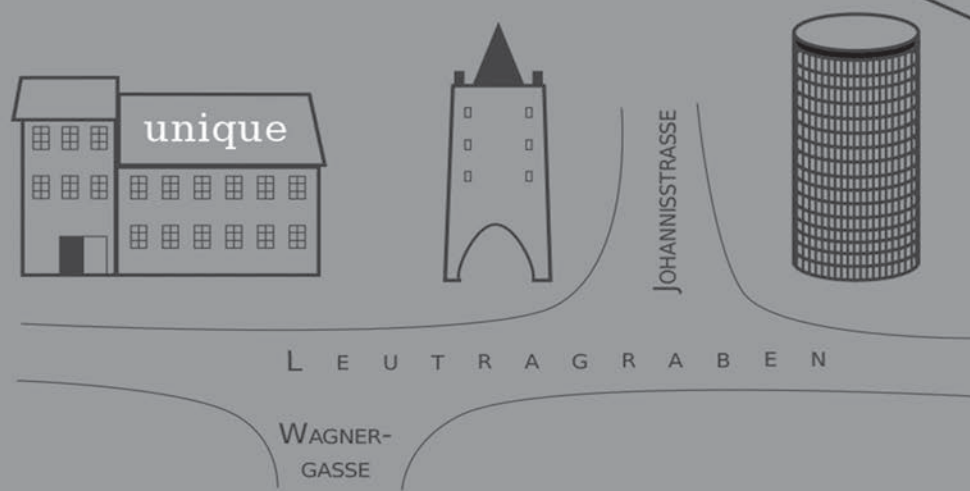 unique
JOHANNISSTRASSE
LEUTRAGRABEN
WAGNER-
GASSE